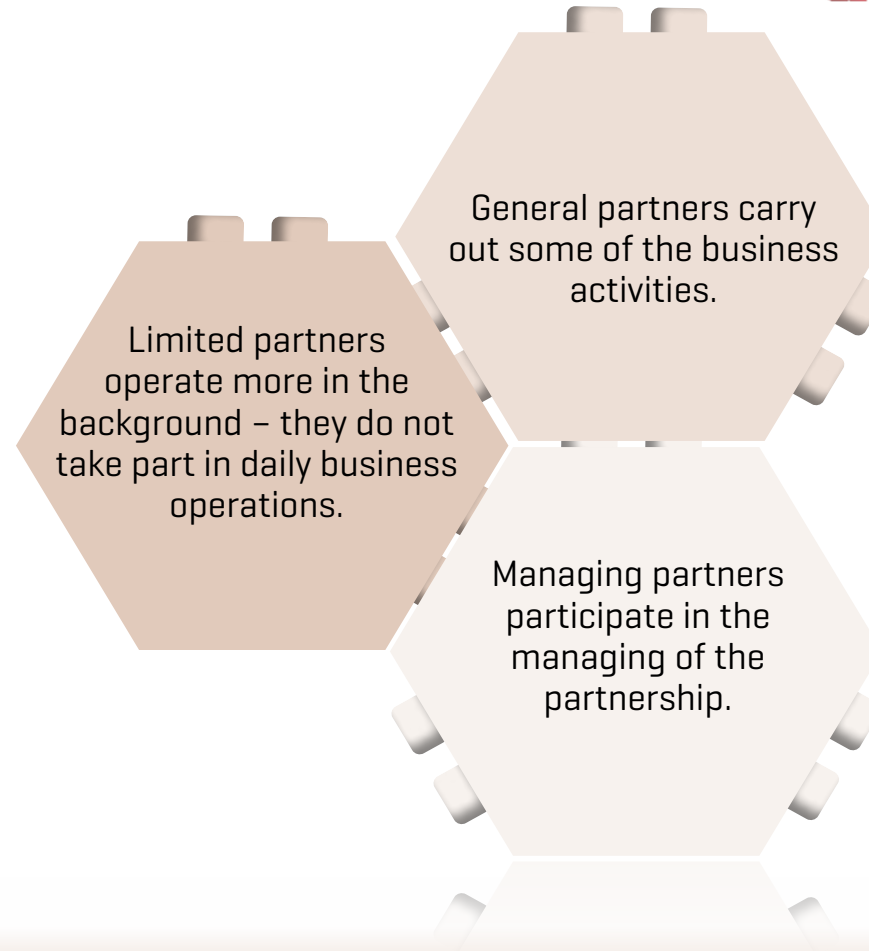 General partners carry
out some of the business
activities.
Limited partners
operate more in the
background – they do not
take part in daily business
operations.
Managing partners
participate in the
managing of the
partnership.